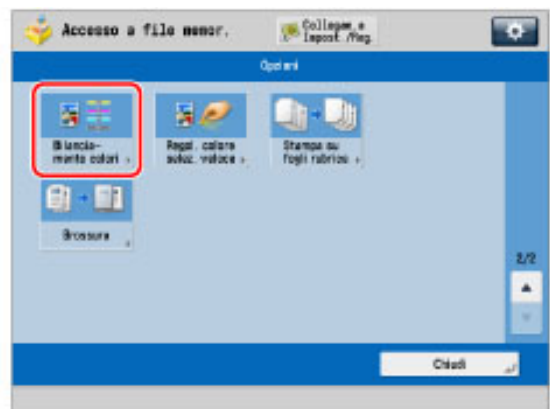 Accesso a file memor.
Collegam. a
Impost./Reg.
Opzioni
Bilancia-
mento colori
Regol. colore
selez. veloce
Stampa su
fogli rubrica
Brossura
2/2
Chiudi